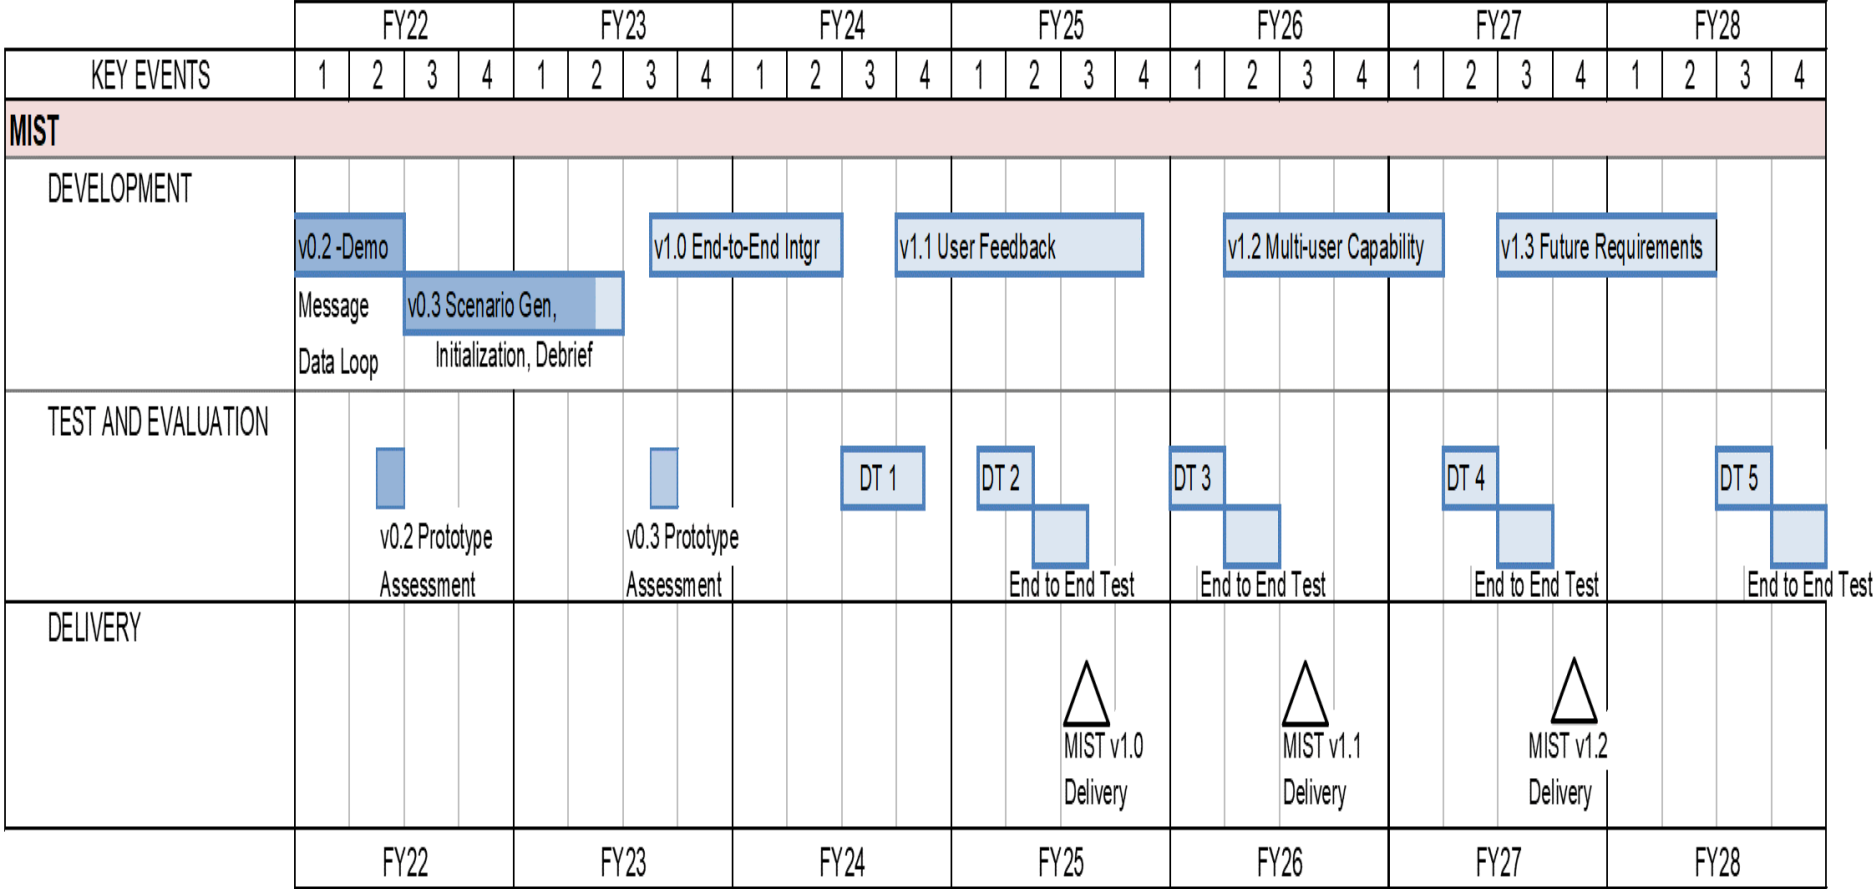 FY22 FY23 FY24 FY25 FY26 FY27 FY28
KEY EVENTS 1 2 3 4 1 2 3 4 1 2 3 4 1 2 3 4 1 2 3 4 1 2 3 4 1 2 3 4
MIST
DEVELOPMENT
v0.2 -Demo v1.0 End-to-End Intgr v1.1 User Feedback v1.2 Multi-user Capability v1.3 Future Requirements
Message v0.3 Scenario Gen,
Data Loop Initialization, Debrief
TEST AND EVALUATION
DT 1 DT 2 DT 3 DT 4 DT 5
v0.2 Prototype v0.3 Prototype
Assessment Assessment End to End Test End to End Test End to End Test End to End Test
DELIVERY
MIST v1.0 MIST v1.1 MIST v1.2
Delivery Delivery Delivery
FY22 FY23 FY24 FY25 FY26 FY27 FY28